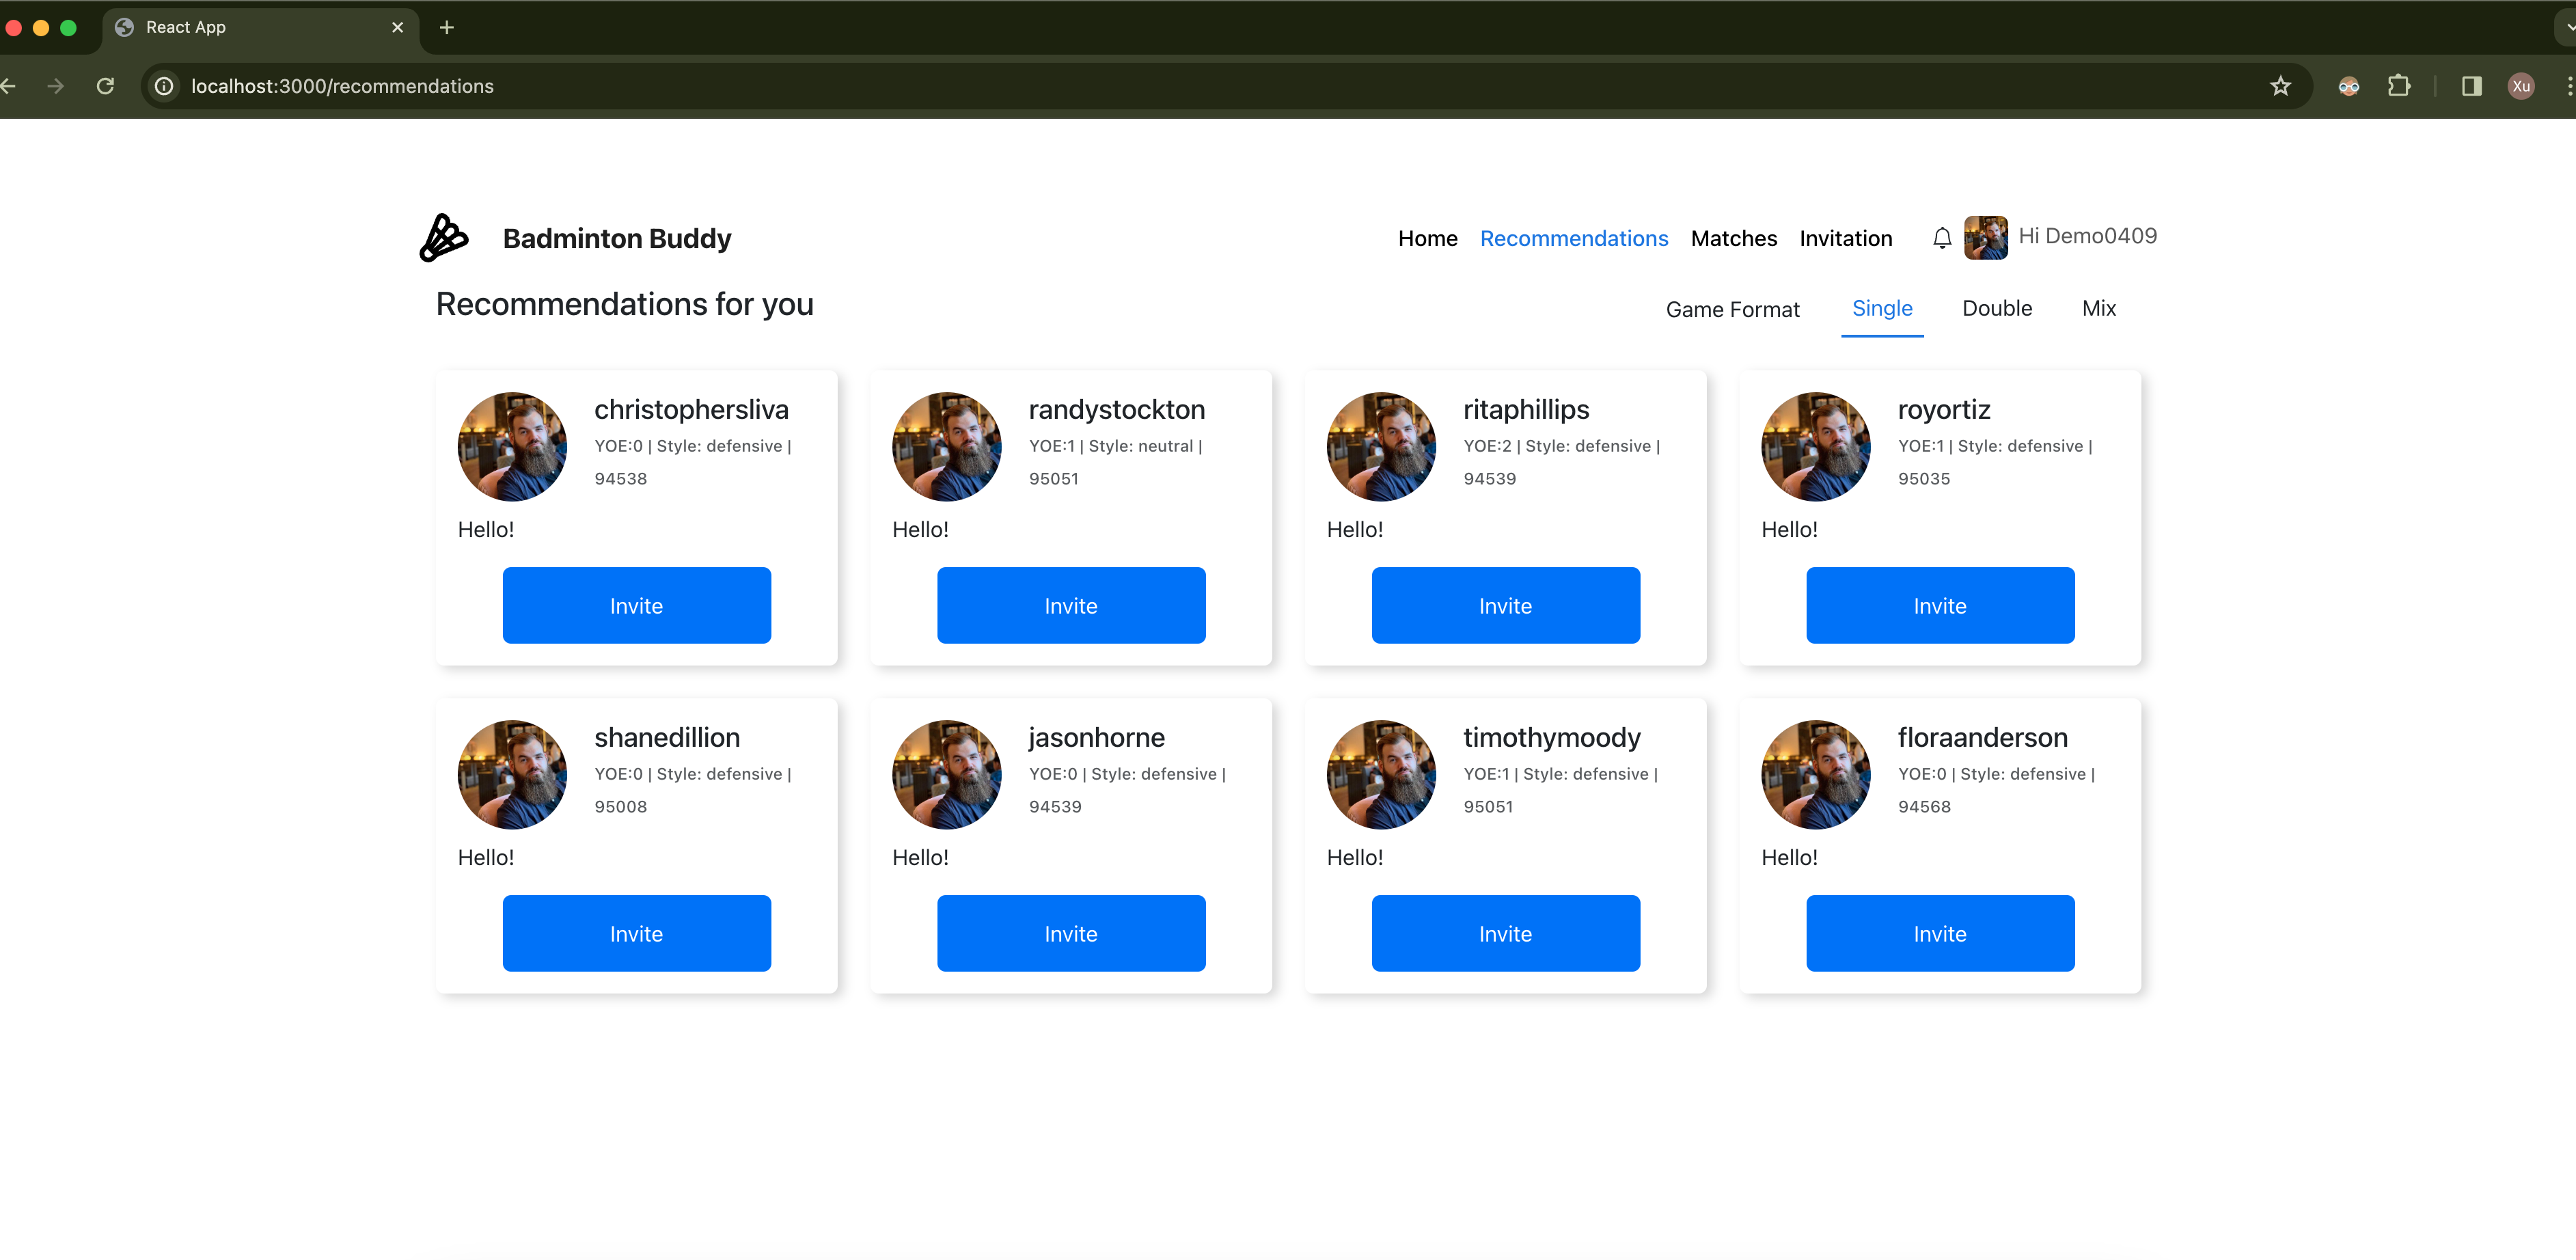 React App
localhost:3000/recommendations
Xu
Badminton Buddy
Home Recommendations Matches Invitation Hi Demo0409
Recommendations for you
Game Format Single Double Mix
christophersliva
YOE:0 | Style: defensive |
94538
Hello!
Invite
randystockton
YOE:1 | Style: neutral |
95051
Hello!
Invite
ritaphillips
YOE:2 | Style: defensive |
94539
Hello!
Invite
royortiz
YOE:1 | Style: defensive |
95035
Hello!
Invite
shanedillion
YOE:0 | Style: defensive |
95008
Hello!
Invite
jasonhorne
YOE:0 | Style: defensive |
94539
Hello!
Invite
timothymoody
YOE:1 | Style: defensive |
95051
Hello!
Invite
floraanderson
YOE:0 | Style: defensive |
94568
Hello!
Invite